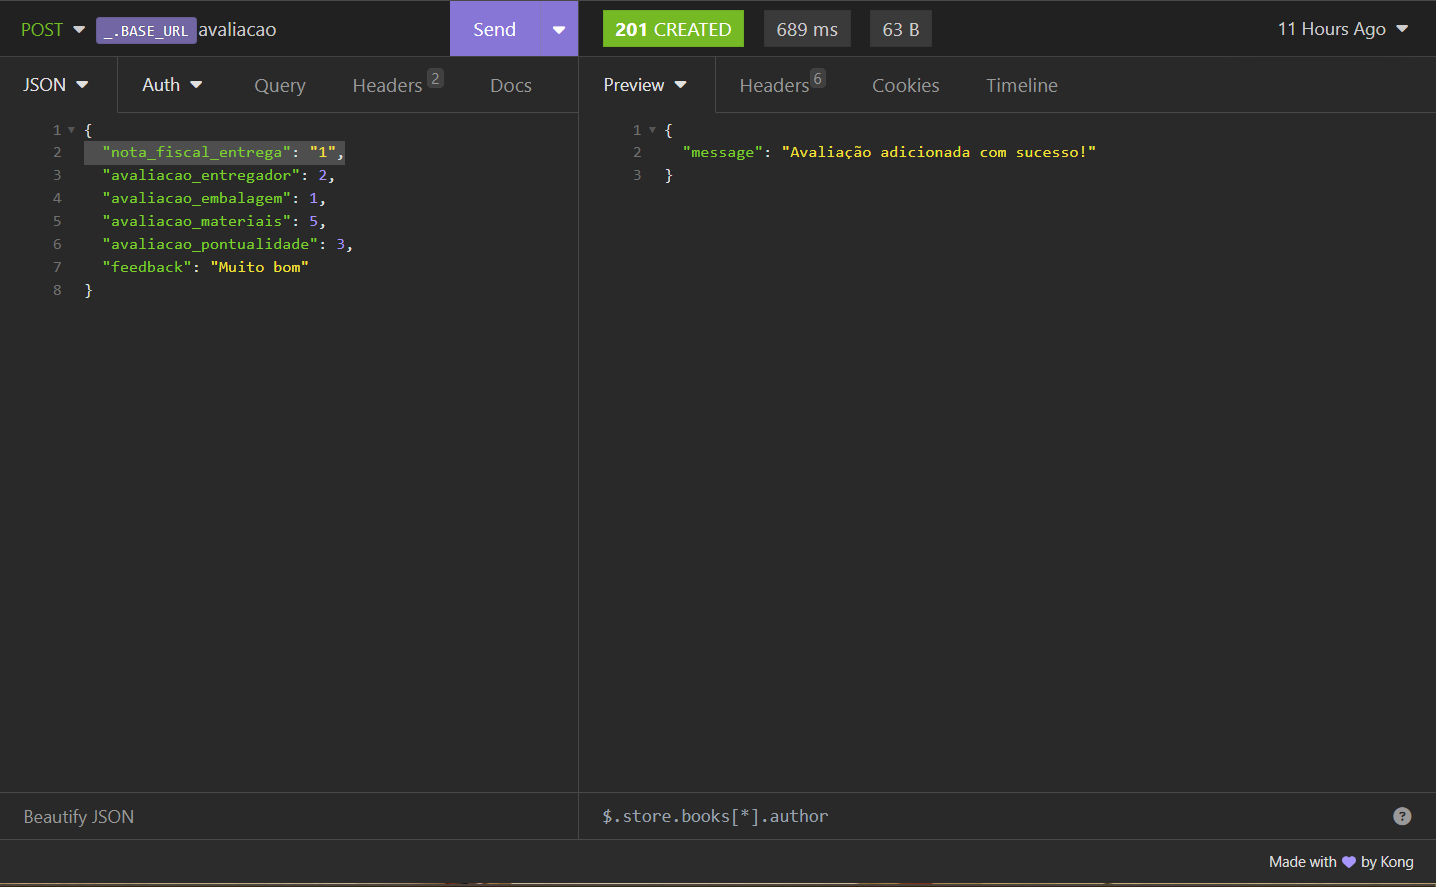 POST _.BASE_URL avaliacao Send
201 CREATED 689 ms 63 B 11 Hours Ago
JSON Auth Query Headers 2 Docs
Preview Headers 6 Cookies Timeline
1 {
2 "nota_fiscal_entrega": "1",
3 "avaliacao_entregador": 2,
4 "avaliacao_embalagem": 1,
5 "avaliacao_materiais": 5,
6 "avaliacao_pontualidade": 3,
7 "feedback": "Muito bom"
8 }
1 {
2 "message": "Avaliação adicionada com sucesso!"
3 }
Beautify JSON
$.store.books[*].author ?
Made with 💜 by Kong